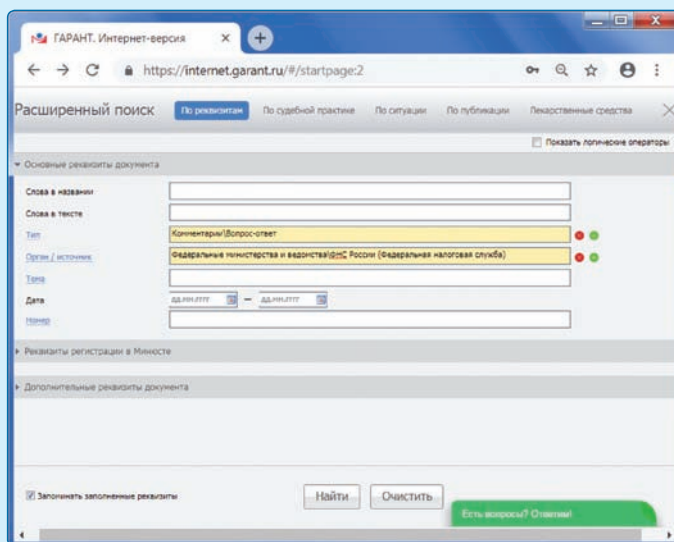 ГАРАНТ. Интернет-версия
https://internet.garant.ru/#/startpage:2
Расширенный поиск По реквизитам По судебной практике По ситуации По публикации Лекарственные средства
Показать логические операторы
Основные реквизиты документа
Слова в названии
Слова в тексте
Тип Комментарии\Вопрос-ответ
Орган / источник Федеральные министерства и ведомства\ФНС России (Федеральная налоговая служба)
Тема
Дата дд.мм.гггг — дд.мм.гггг
Номер
Реквизиты регистрации в Минюсте
Дополнительные реквизиты документа
Запоминать заполненные реквизиты Найти Очистить
Есть вопросы? Ответим!